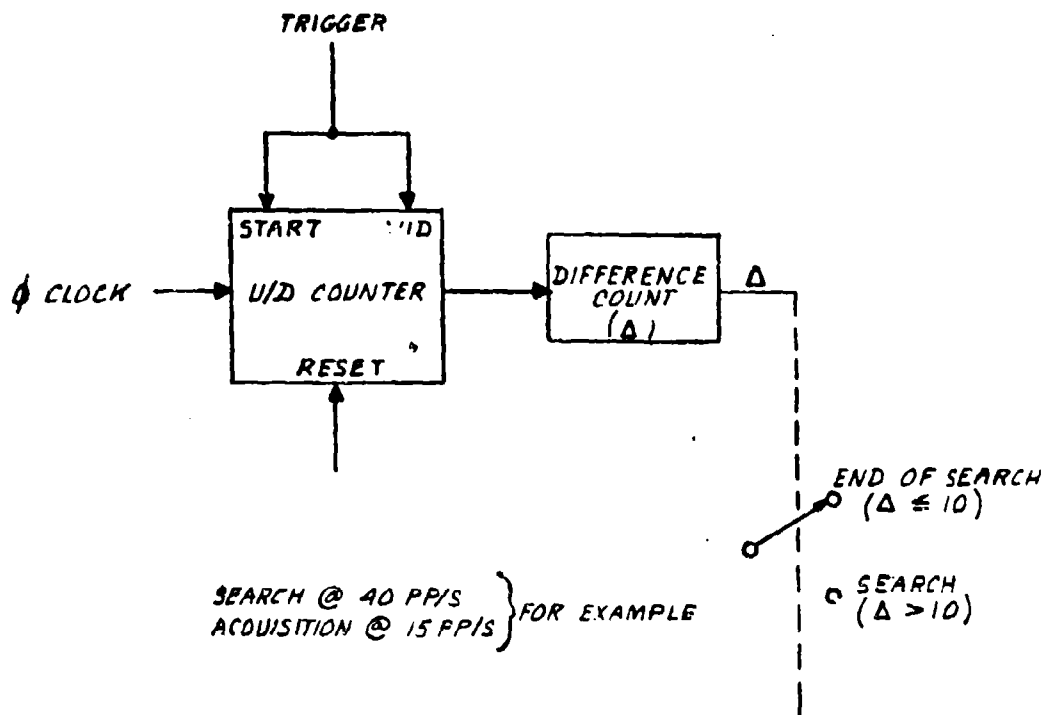 TRIGGER
START
U/D COUNTER
RESET
ɸ CLOCK
DIFFERENCE
COUNT
(Δ)
Δ
END OF SEARCH
(Δ ≤ 10)
SEARCH
(Δ > 10)
SEARCH @ 40 PP/S
ACQUISITION @ 15 PP/S
} FOR EXAMPLE